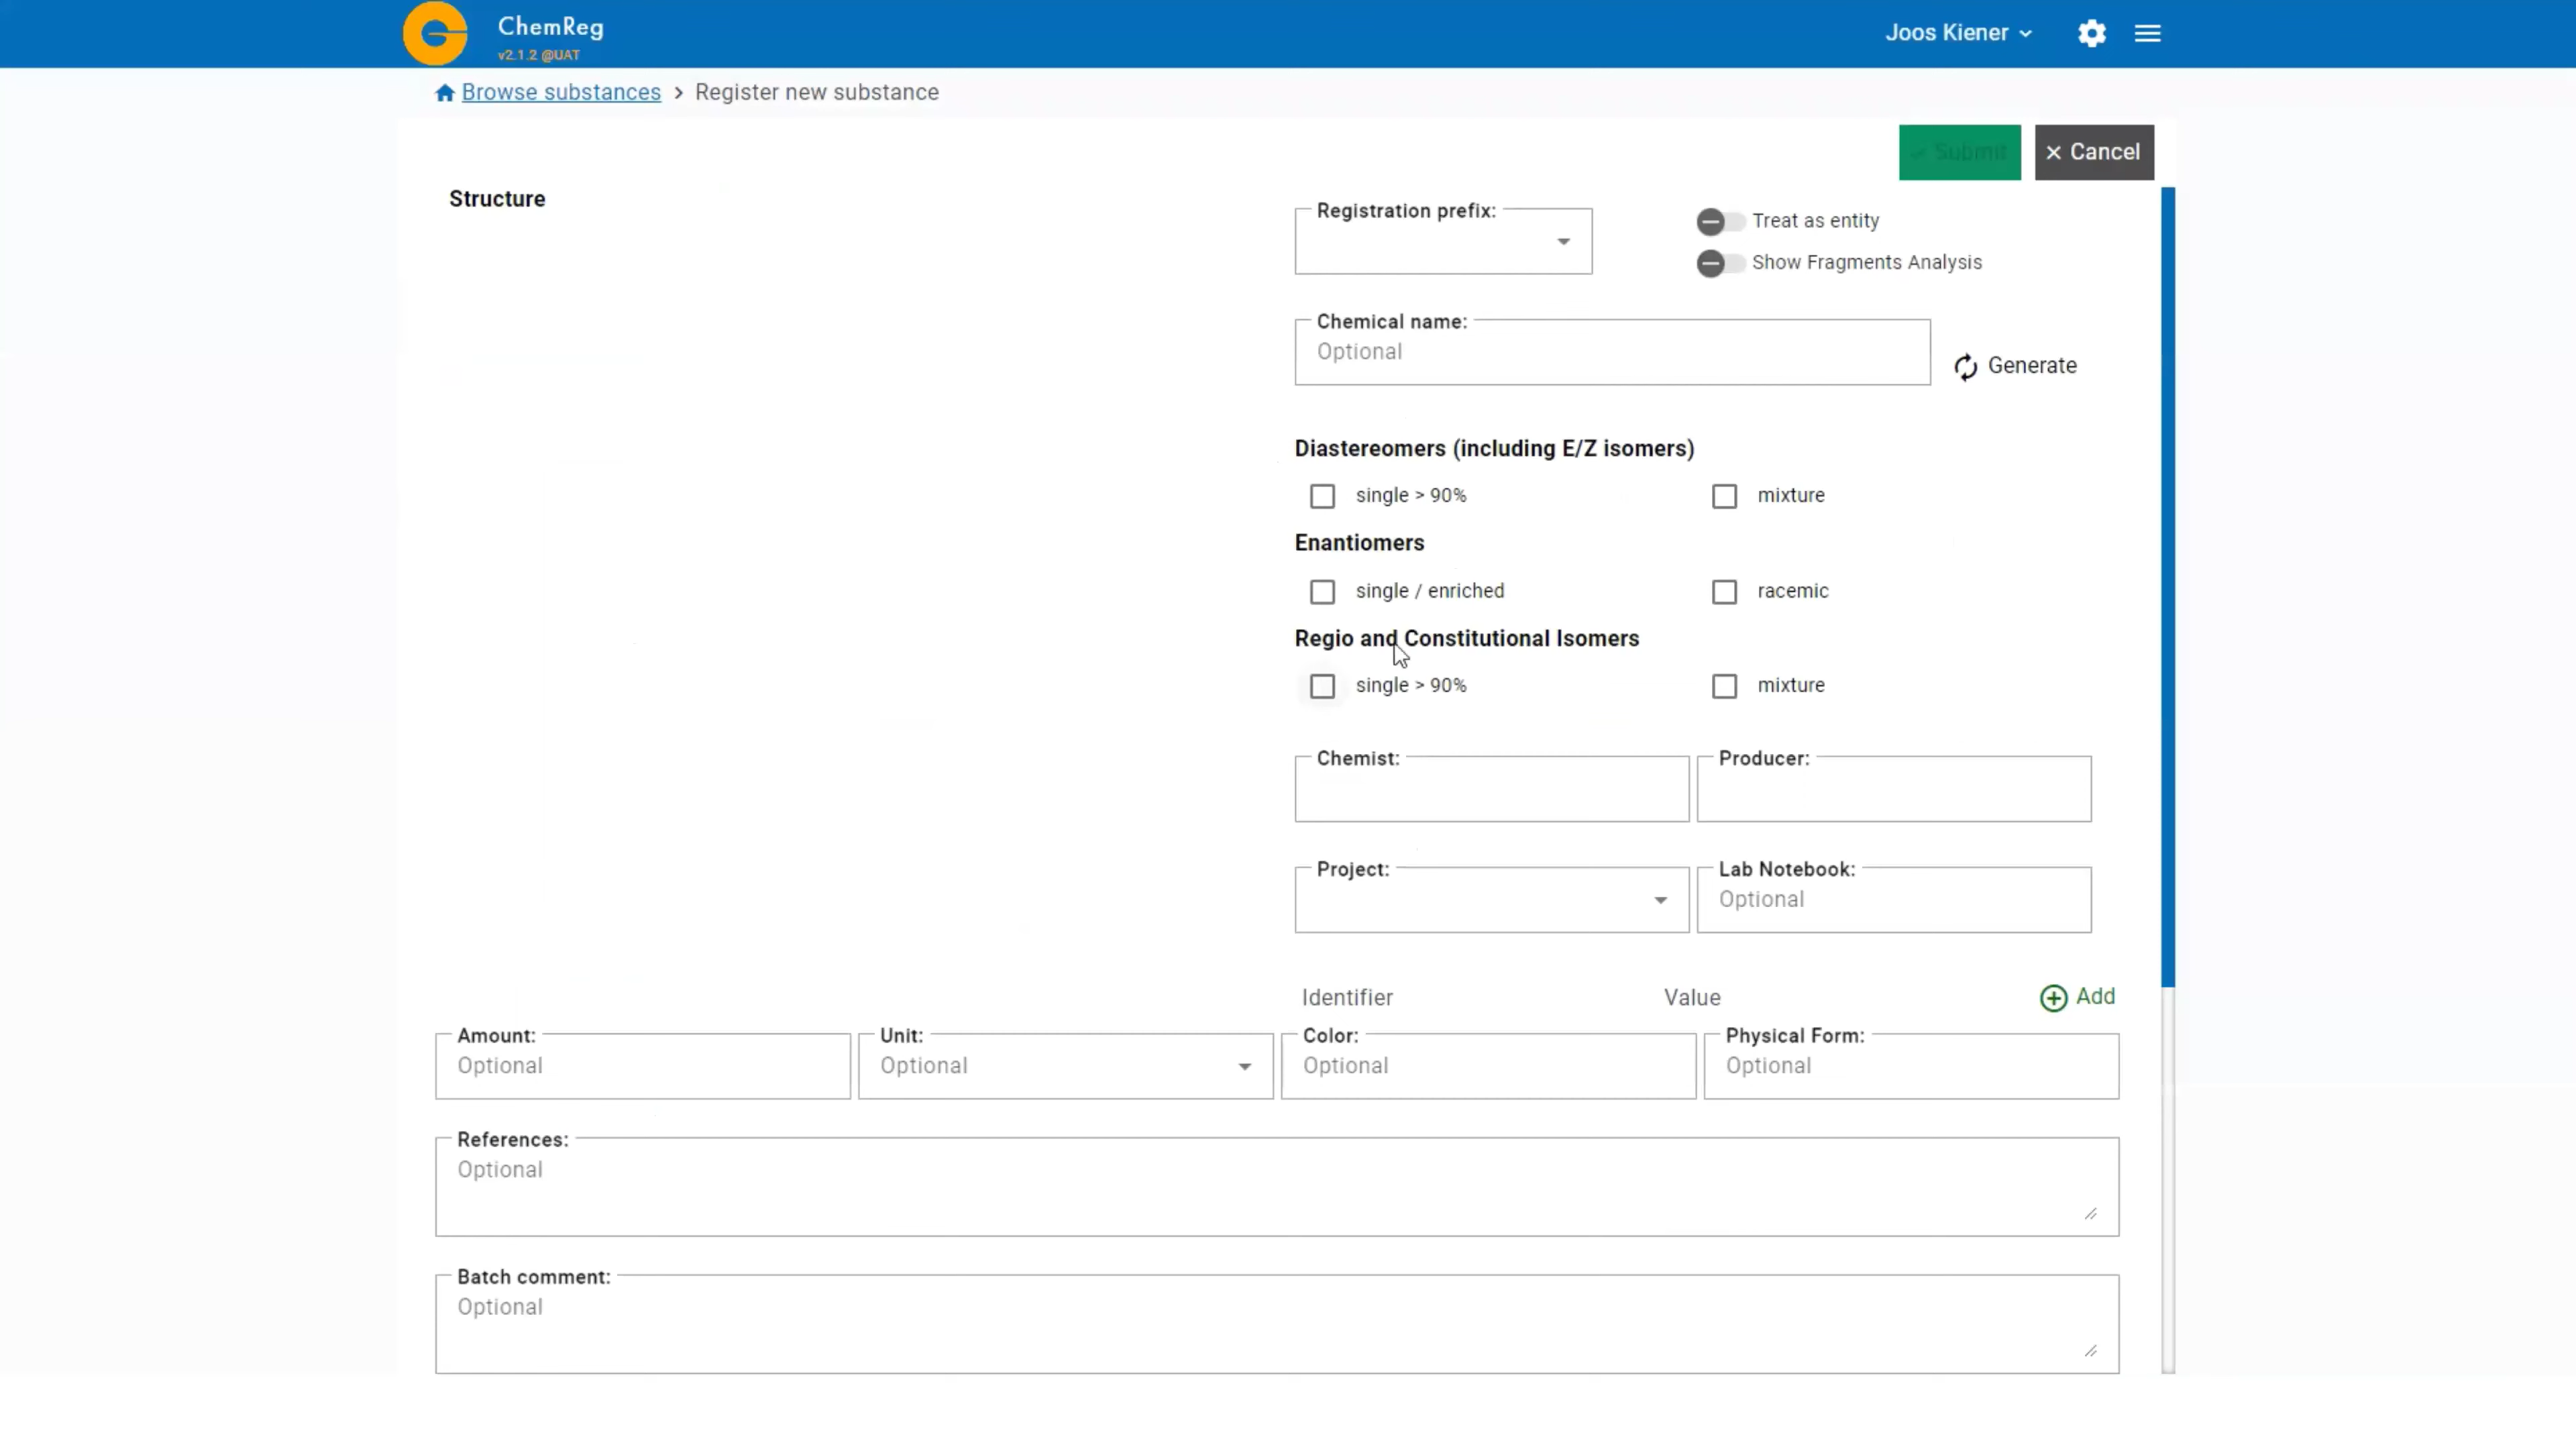 ChemReg
v2.1.2 @UAT
Joos Kiener
Browse substances > Register new substance
Submit
Cancel
Structure
Registration prefix:
Treat as entity
Show Fragments Analysis
Chemical name:
Optional
Generate
Diastereomers (including E/Z isomers)
single > 90%
mixture
Enantiomers
single / enriched
racemic
Regio and Constitutional Isomers
single > 90%
mixture
Chemist:
Producer:
Project:
Lab Notebook:
Optional
Identifier
Value
Add
Amount:
Optional
Unit:
Optional
Color:
Optional
Physical Form:
Optional
References:
Optional
Batch comment:
Optional